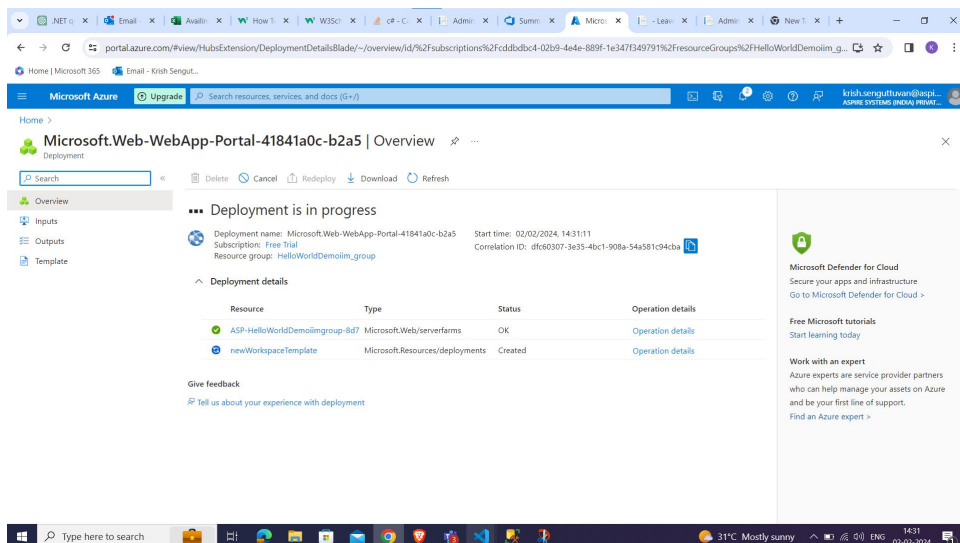 .NET q
Email -
Availin
How T
W3Sch
c# - C
Admin
Summ
Micros
- Leav
Admin
New T
portal.azure.com/#view/HubsExtension/DeploymentDetailsBlade/~/overview/id/%2Fsubscriptions%2Fcddbdbc4-02b9-4e4e-889f-1e347f349791%2FresourceGroups%2FHelloWorldDemoiim_g...
K
Home | Microsoft 365
Email - Krish Sengut...
Microsoft Azure
Upgrade
Search resources, services, and docs (G+/)
2
krish.senguttuvan@aspi...
ASPIRE SYSTEMS (INDIA) PRIVAT...
Home >
Microsoft.Web-WebApp-Portal-41841a0c-b2a5 | Overview
Deployment
Search
«
Delete
Cancel
Redeploy
Download
Refresh
Overview
Inputs
Outputs
Template
Deployment is in progress
Deployment name: Microsoft.Web-WebApp-Portal-41841a0c-b2a5
Subscription: Free Trial
Resource group: HelloWorldDemoiim_group
Start time: 02/02/2024, 14:31:11
Correlation ID: dfc60307-3e35-4bc1-908a-54a581c94cba
Deployment details
Resource Type Status Operation details
ASP-HelloWorldDemoiimgroup-8d7 Microsoft.Web/serverfarms OK Operation details
newWorkspaceTemplate Microsoft.Resources/deployments Created Operation details
Give feedback
Tell us about your experience with deployment
Microsoft Defender for Cloud
Secure your apps and infrastructure
Go to Microsoft Defender for Cloud >
Free Microsoft tutorials
Start learning today
Work with an expert
Azure experts are service provider partners
who can help manage your assets on Azure
and be your first line of support.
Find an Azure expert >
Type here to search
31°C Mostly sunny
ENG
14:31
02-02-2024